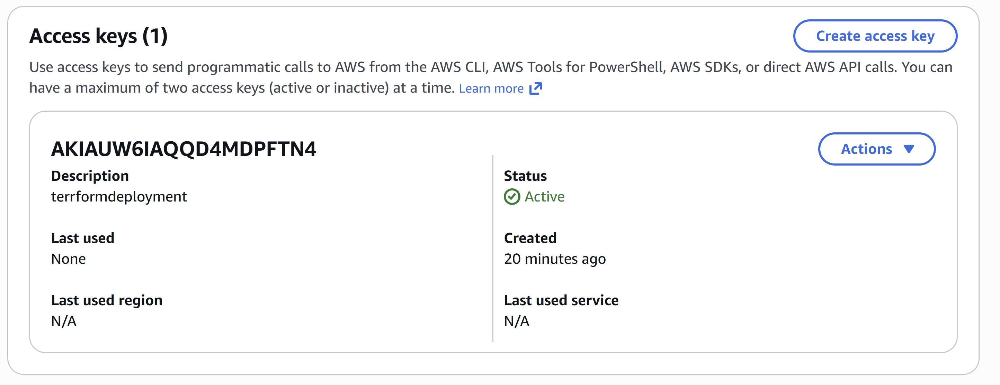 Access keys (1)
Create access key
Use access keys to send programmatic calls to AWS from the AWS CLI, AWS Tools for PowerShell, AWS SDKs, or direct AWS API calls. You can
have a maximum of two access keys (active or inactive) at a time. Learn more
AKIAUW6IAQQD4MDPFTN4
Actions
Description
terrformdeployment
Status
Active
Last used
None
Created
20 minutes ago
Last used region
N/A
Last used service
N/A